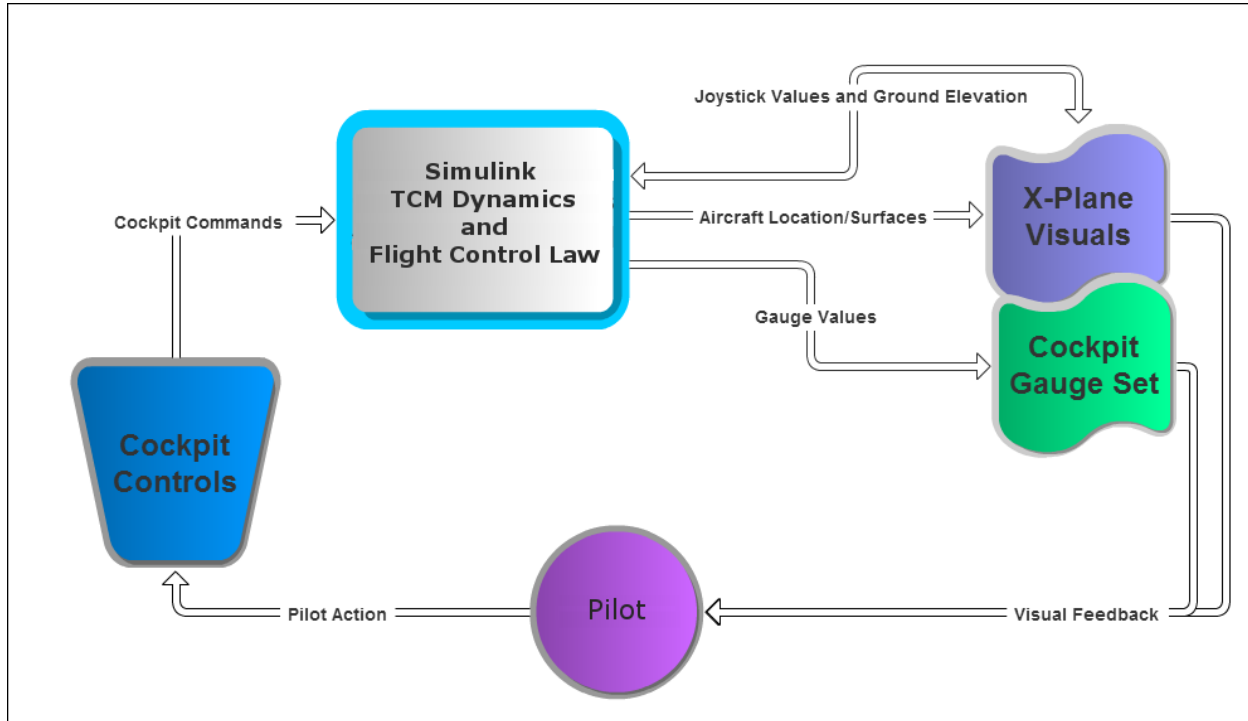 Joystick Values and Ground Elevation
Simulink
TCM Dynamics
and
Flight Control Law
X-Plane
Visuals
Cockpit Commands
Aircraft Location/Surfaces
Gauge Values
Cockpit
Gauge Set
Cockpit
Controls
Pilot
Pilot Action
Visual Feedback